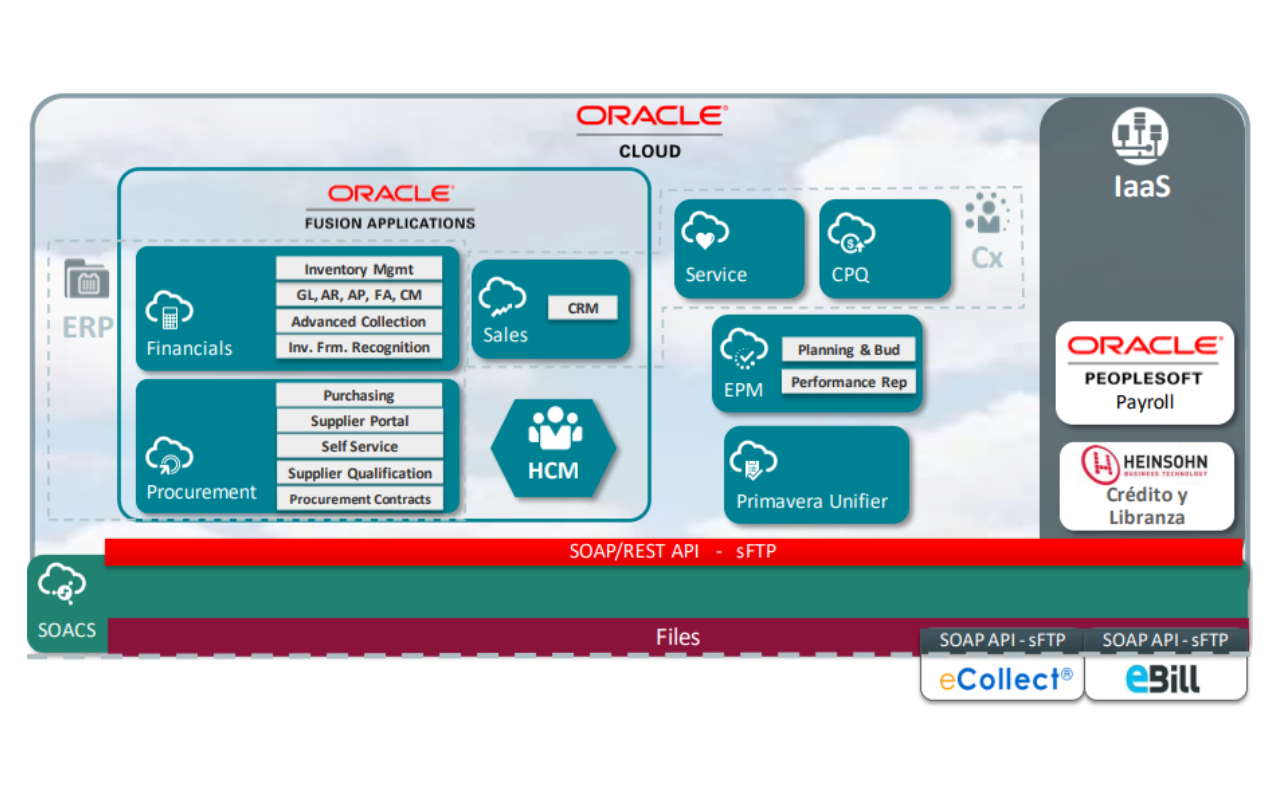 ORACLE®
CLOUD
ORACLE®
FUSION APPLICATIONS
ERP
Financials
Inventory Mgmt
GL, AR, AP, FA, CM
Advanced Collection
Inv. Frm. Recognition
Procurement
Purchasing
Supplier Portal
Self Service
Supplier Qualification
Procurement Contracts
Sales
CRM
HCM
Service
CPQ
Cx
EPM
Planning & Bud
Performance Rep
Primavera Unifier
IaaS
ORACLE®
PEOPLESOFT
Payroll
HEINSOHN
BUSINESS TECHNOLOGY
Crédito y
Libranza
SOAP/REST API - sFTP
SOACS
Files
SOAP API - sFTP
eCollect®
SOAP API - sFTP
eBill